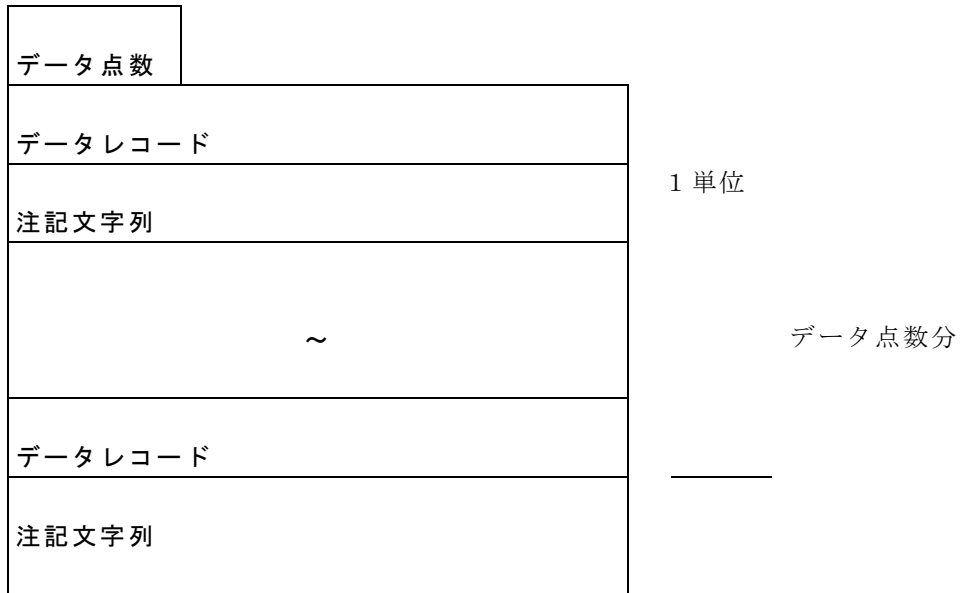 データ点数
データレコード
1 単位
注記文字列
~
データ点数分
データレコード
注記文字列